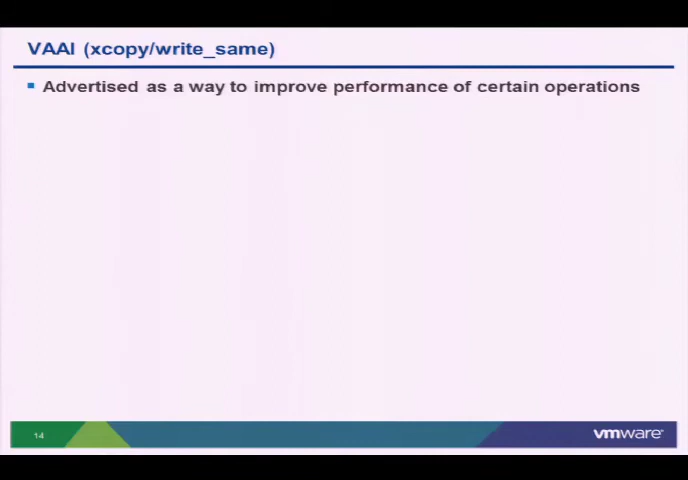 VAAI (xcopy/write_same)
Advertised as a way to improve performance of certain operations
14
vmware